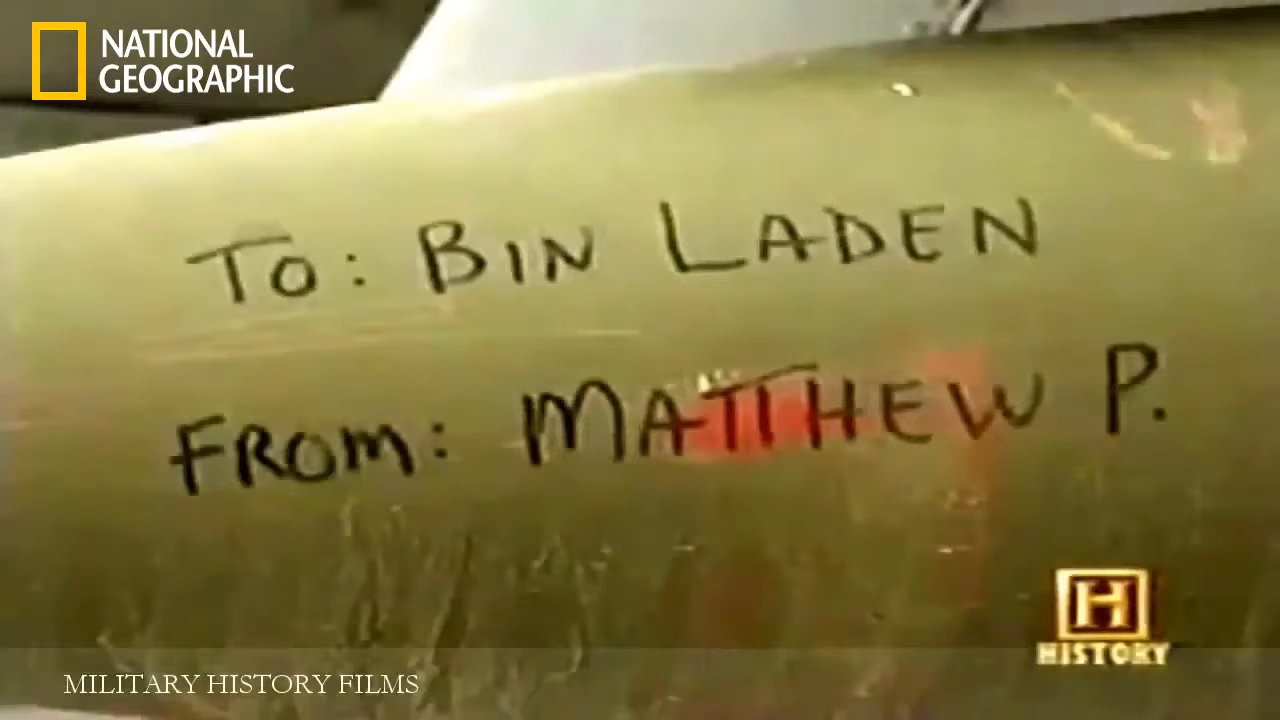 NATIONAL
GEOGRAPHIC
TO: BIN LADEN
FROM: MATTHEW P.
H
HISTORY
MILITARY HISTORY FILMS